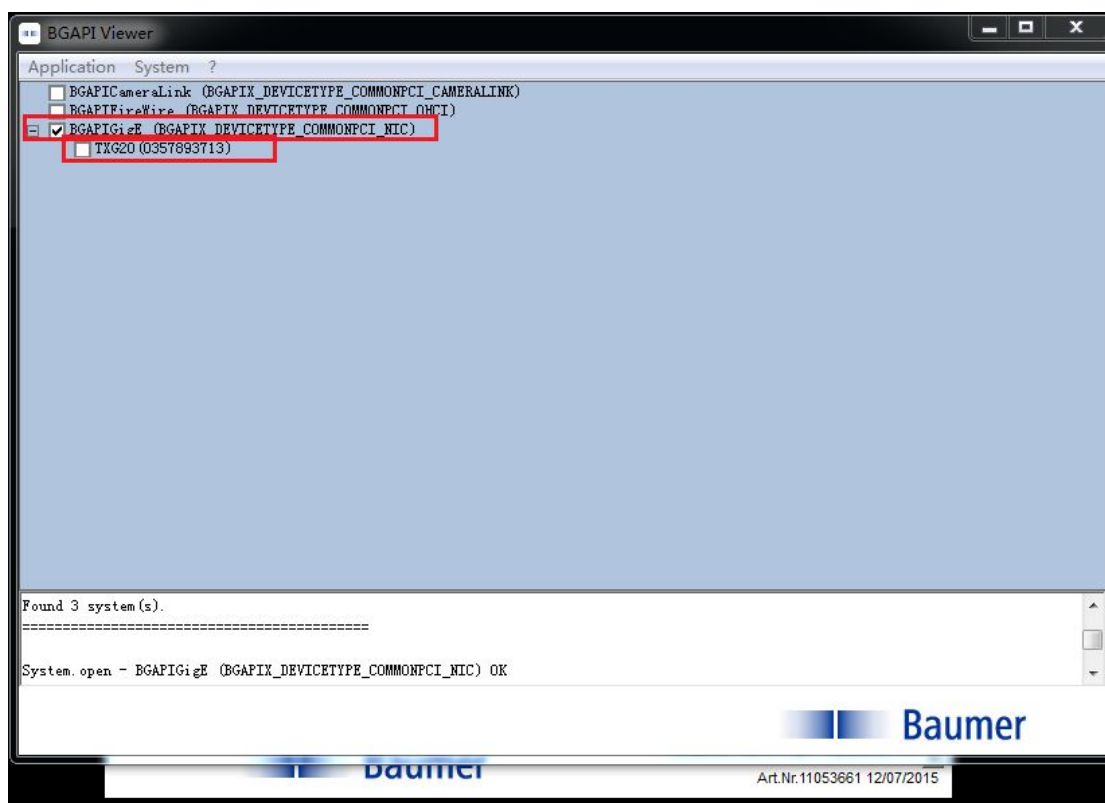 BGAPI Viewer
Application System ?
BGAPICameraLink (BGAPIX_DEVICETYPE_COMMONPCI_CAMERALINK)
BGAPIFireWire (BGAPIX_DEVICETYPE_COMMONPCI_OHCI)
BGAPIGigE (BGAPIX_DEVICETYPE_COMMONPCI_NIC)
TXG20(0357893713)
Found 3 system(s).
===========================================
System.open - BGAPIGigE (BGAPIX_DEVICETYPE_COMMONPCI_NIC) OK
Baumer
Baumer
Art.Nr.11053661 12/07/2015